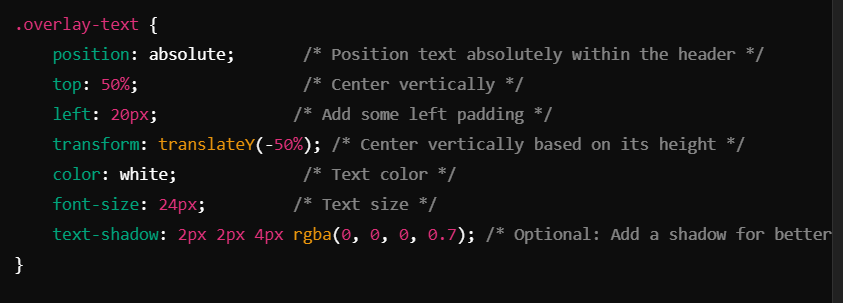 .overlay-text {
    position: absolute;       /* Position text absolutely within the header */
    top: 50%;                 /* Center vertically */
    left: 20px;              /* Add some left padding */
    transform: translateY(-50%); /* Center vertically based on its height */
    color: white;             /* Text color */
    font-size: 24px;         /* Text size */
    text-shadow: 2px 2px 4px rgba(0, 0, 0, 0.7); /* Optional: Add a shadow for better
}